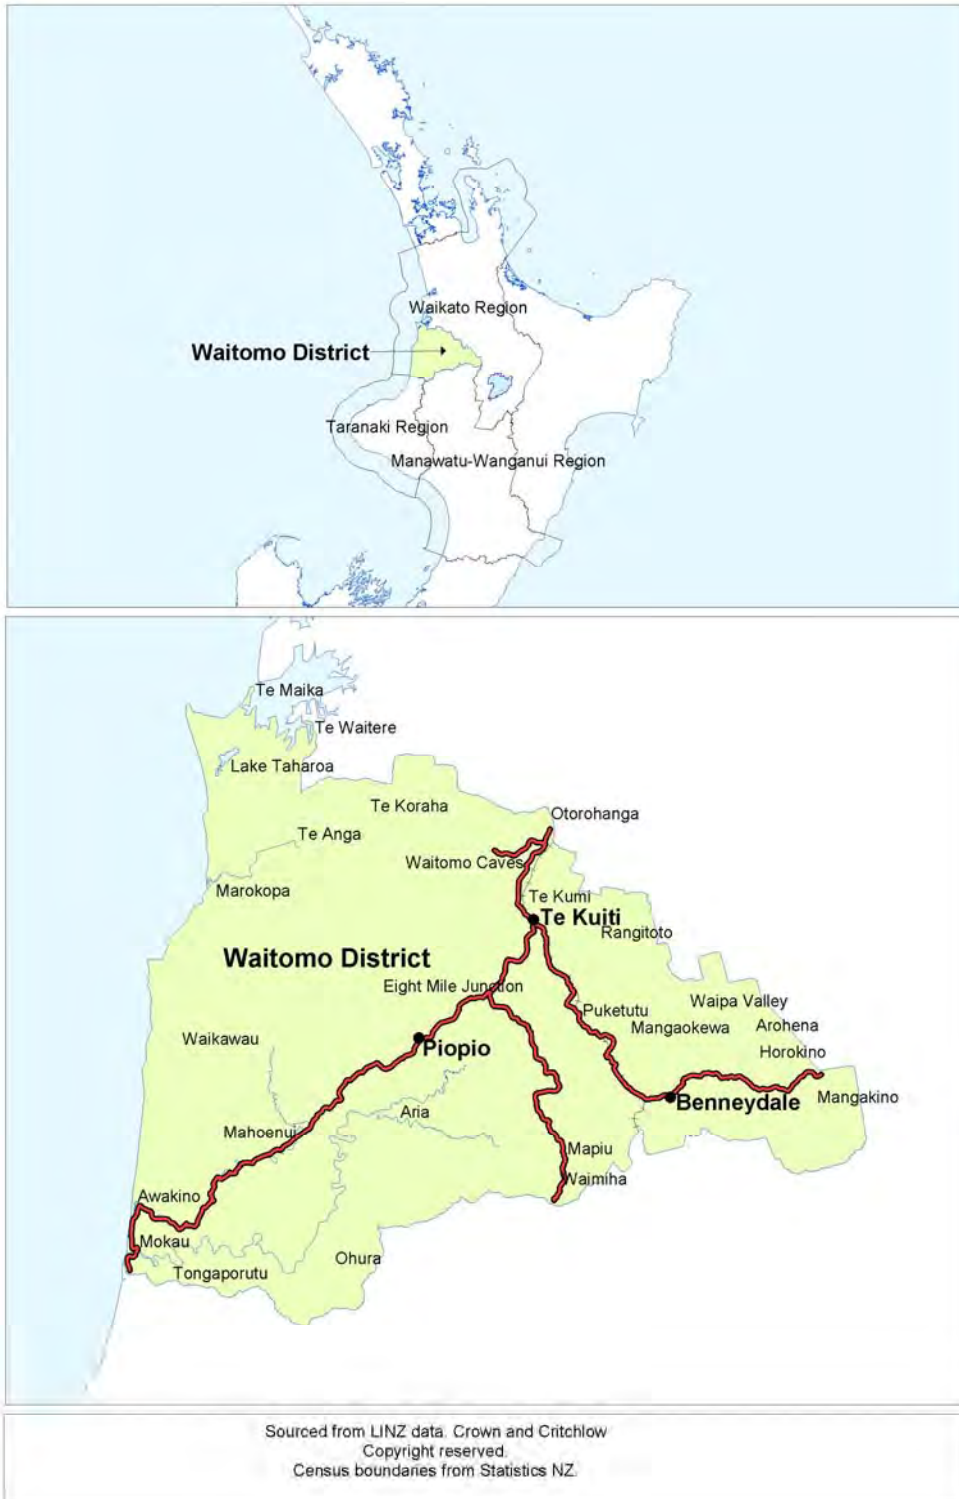 Waikato Region
Waitomo District
Taranaki Region
Manawatu-Wanganui Region
Te Maika
Te Waitere
Lake Taharoa
Te Koraha
Otorohanga
Te Anga
Waitomo Caves
Marokopa
Te Kumi
Te Kuiti
Rangitoto
Waitomo District
Eight Mile Junction
Waipa Valley
Puketutu
Mangaokewa
Arohena
Waikawau
Piopio
Horokino
Benneydale
Mangakino
Aria
Mahoenui
Mapiu
Waimiha
Awakino
Mokau
Ohura
Tongaporutu
Sourced from LINZ data. Crown and Critchlow
Copyright reserved.
Census boundaries from Statistics NZ.